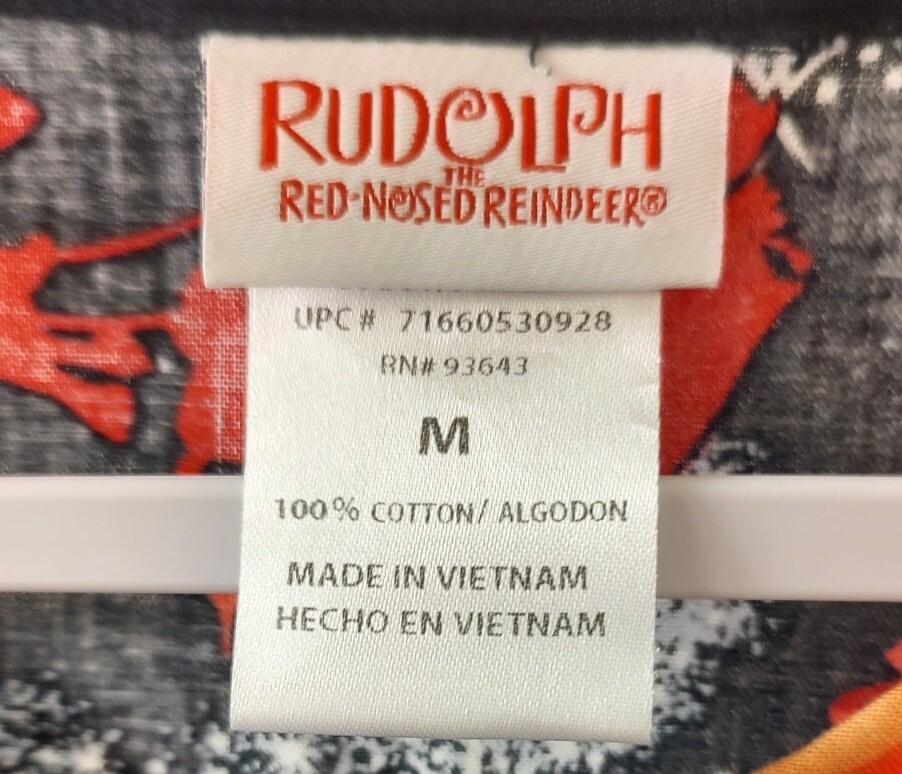 RUDOLPH
THE
RED-NOSED REINDEER®
UPC# 71660530928
RN# 93643
M
100% COTTON/ ALGODON
MADE IN VIETNAM
HECHO EN VIETNAM